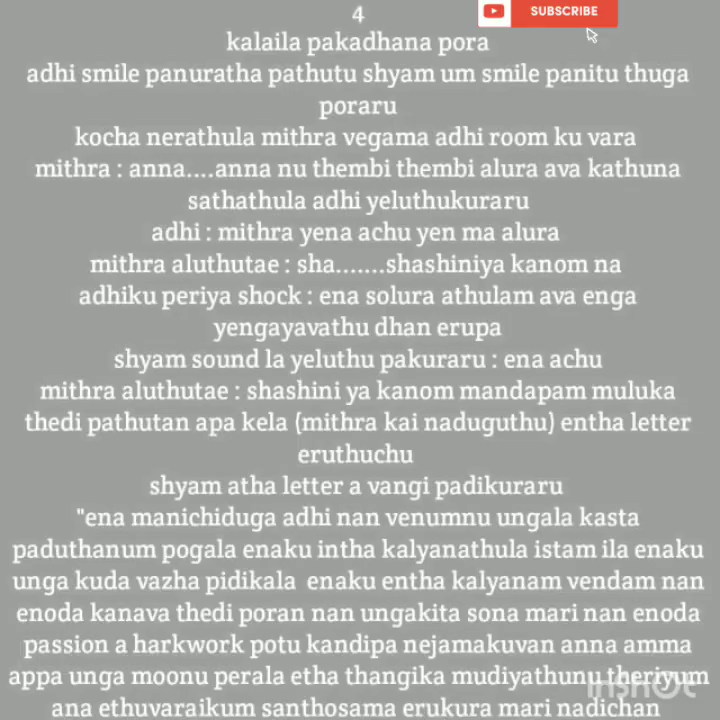 4
SUBSCRIBE
kalaila pakadhana pora
adhi smile panuratha pathutu shyam um smile panitu thuga
poraru
kocha nerathula mithra vegama adhi room ku vara
mithra : anna....anna nu thembi thembi alura ava kathuna
sathathula adhi yeluthukuraru
adhi : mithra yena achu yen ma alura
mithra aluthutae : sha.......shashiniya kanom na
adhiku periya shock : ena solura athulam ava enga
yengayavathu dhan erupa
shyam sound la yeluthu pakuraru : ena achu
mithra aluthutae : shashini ya kanom mandapam muluka
thedi pathutan apa kela (mithra kai naduguthu) entha letter
eruthuchu
shyam atha letter a vangi padikuraru
"ena manichiduga adhi nan venumnu ungala kasta
paduthanum pogala enaku intha kalyanathula istam ila enaku
unga kuda vazha pidikala enaku entha kalyanam vendam nan
enoda kanava thedi poran nan ungakita sona mari nan enoda
passion a harkwork potu kandipa nejamakuvan anna amma
appa unga moonu perala etha thangika mudiyathunu theriyum
ana ethuvaraikum santhosama erukura mari nadichan
inshot